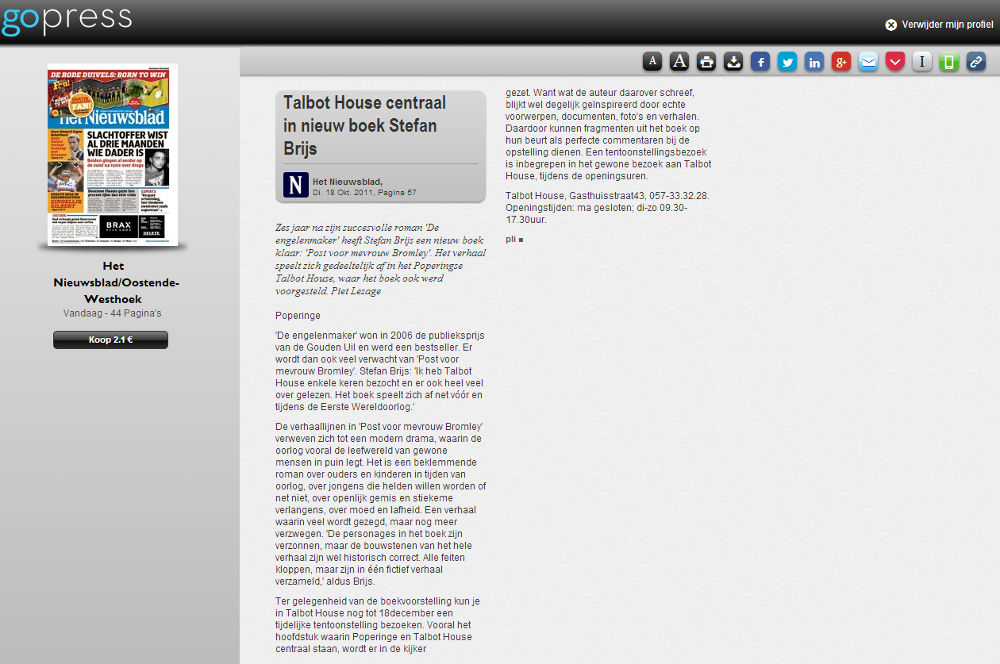 gopress
Verwijder mijn profiel
DE RODE DUIVELS: BORN TO WIN
GRATIS
FAN!
Het Nieuwsblad
SLACHTOFFER WIST
AL DRIE MAANDEN
WIE DADER IS
Beiden gingen al eerder op
de vuist na ruzie over drugs
EERSTE ZEGE IN
REGENBOOGTRUI
EINDELIJK
GILBERT
Doorsnee Vlaams gezin tien
procent rijker dan vóór crisis
EXPERTS
BRAX
FEEL GOOD
Het
Nieuwsblad/Oostende-
Westhoek
Vandaag - 44 Pagina's
Koop 2.1 €
A A f in g+ I
Talbot House centraal
in nieuw boek Stefan
Brijs
N Het Nieuwsblad,
Di. 18 Okt. 2011, Pagina 57
Zes jaar na zijn succesvolle roman 'De
engelenmaker' heeft Stefan Brijs een nieuw boek
klaar: 'Post voor mevrouw Bromley'. Het verhaal
speelt zich gedeeltelijk af in het Poperingse
Talbot House, waar het boek ook werd
voorgesteld. Piet Lesage
Poperinge
'De engelenmaker' won in 2006 de publieksprijs
van de Gouden Uil en werd een bestseller. Er
wordt dan ook veel verwacht van 'Post voor
mevrouw Bromley'. Stefan Brijs: 'Ik heb Talbot
House enkele keren bezocht en er ook heel veel
over gelezen. Het boek speelt zich af net vóór en
tijdens de Eerste Wereldoorlog.'
De verhaallijnen in 'Post voor mevrouw Bromley'
verweven zich tot een modern drama, waarin de
oorlog vooral de leefwereld van gewone
mensen in puin legt. Het is een beklemmende
roman over ouders en kinderen in tijden van
oorlog, over jongens die helden willen worden of
net niet, over openlijk gemis en stiekeme
verlangens, over moed en lafheid. Een verhaal
waarin veel wordt gezegd, maar nog meer
verzwegen. 'De personages in het boek zijn
verzonnen, maar de bouwstenen van het hele
verhaal zijn wel historisch correct. Alle feiten
kloppen, maar zijn in één fictief verhaal
verzameld,' aldus Brijs.
Ter gelegenheid van de boekvoorstelling kun je
in Talbot House nog tot 18december een
tijdelijke tentoonstelling bezoeken. Vooral het
hoofdstuk waarin Poperinge en Talbot House
centraal staan, wordt er in de kijker
gezet. Want wat de auteur daarover schreef,
blijkt wel degelijk geïnspireerd door echte
voorwerpen, documenten, foto's en verhalen.
Daardoor kunnen fragmenten uit het boek op
hun beurt als perfecte commentaren bij de
opstelling dienen. Een tentoonstellingsbezoek
is inbegrepen in het gewone bezoek aan Talbot
House, tijdens de openingsuren.
Talbot House, Gasthuisstraat43, 057-33.32.28.
Openingstijden: ma gesloten; di-zo 09.30-
17.30uur.
pli ■